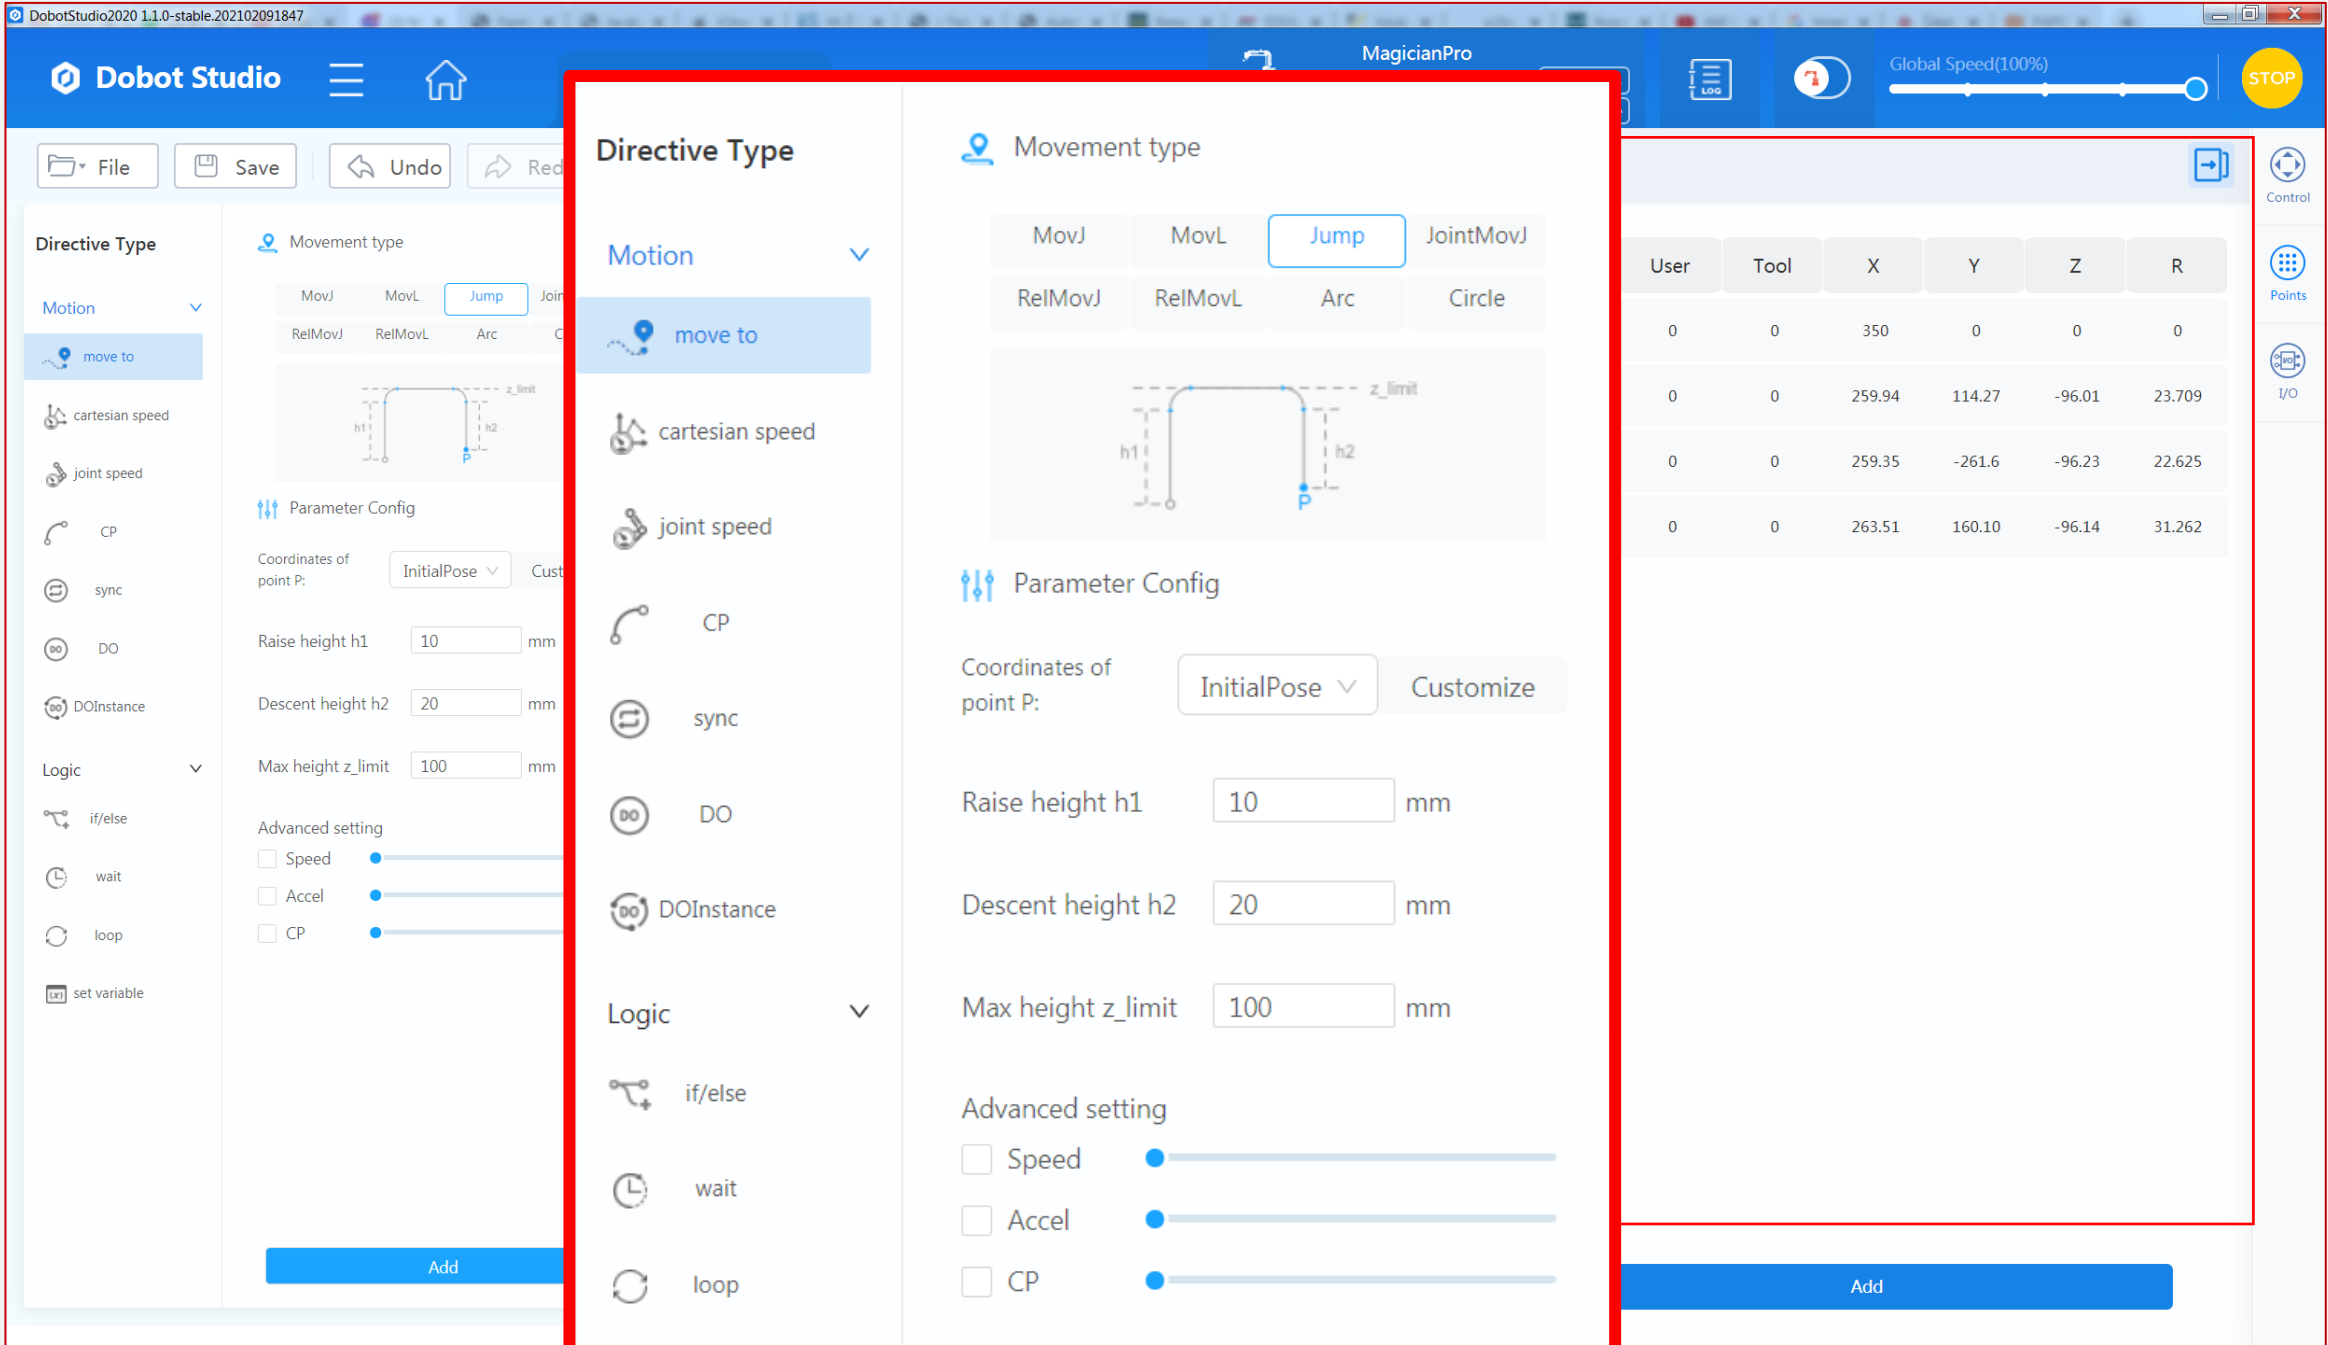 DobotStudio2020 1.1.0-stable.202102091847
Dobot Studio
MagicianPro
LOG
Global Speed(100%)
STOP
File
Save
Undo
Red
Directive Type
Motion
move to
cartesian speed
joint speed
CP
sync
DO
DO
DO
DOInstance
Logic
if/else
wait
loop
(x)
set variable
Movement type
MovJ
MovL
Jump
Join
RelMovJ
RelMovL
Arc
C
z_limit
h1
h2
P
Parameter Config
Coordinates of
point P:
InitialPose
Cust
Raise height h1
10
mm
Descent height h2
20
mm
Max height z_limit
100
mm
Advanced setting
Speed
Accel
CP
Add
Directive Type
Motion
move to
cartesian speed
joint speed
CP
sync
DO
DO
DO
DOInstance
Logic
if/else
wait
loop
Movement type
MovJ
MovL
Jump
JointMovJ
RelMovJ
RelMovL
Arc
Circle
z_limit
h1
h2
P
Parameter Config
Coordinates of
point P:
InitialPose
Customize
Raise height h1
10
mm
Descent height h2
20
mm
Max height z_limit
100
mm
Advanced setting
Speed
Accel
CP
User Tool X Y Z R
0 0 350 0 0 0
0 0 259.94 114.27 -96.01 23.709
0 0 259.35 -261.6 -96.23 22.625
0 0 263.51 160.10 -96.14 31.262
Add
Control
Points
I/O
I/O